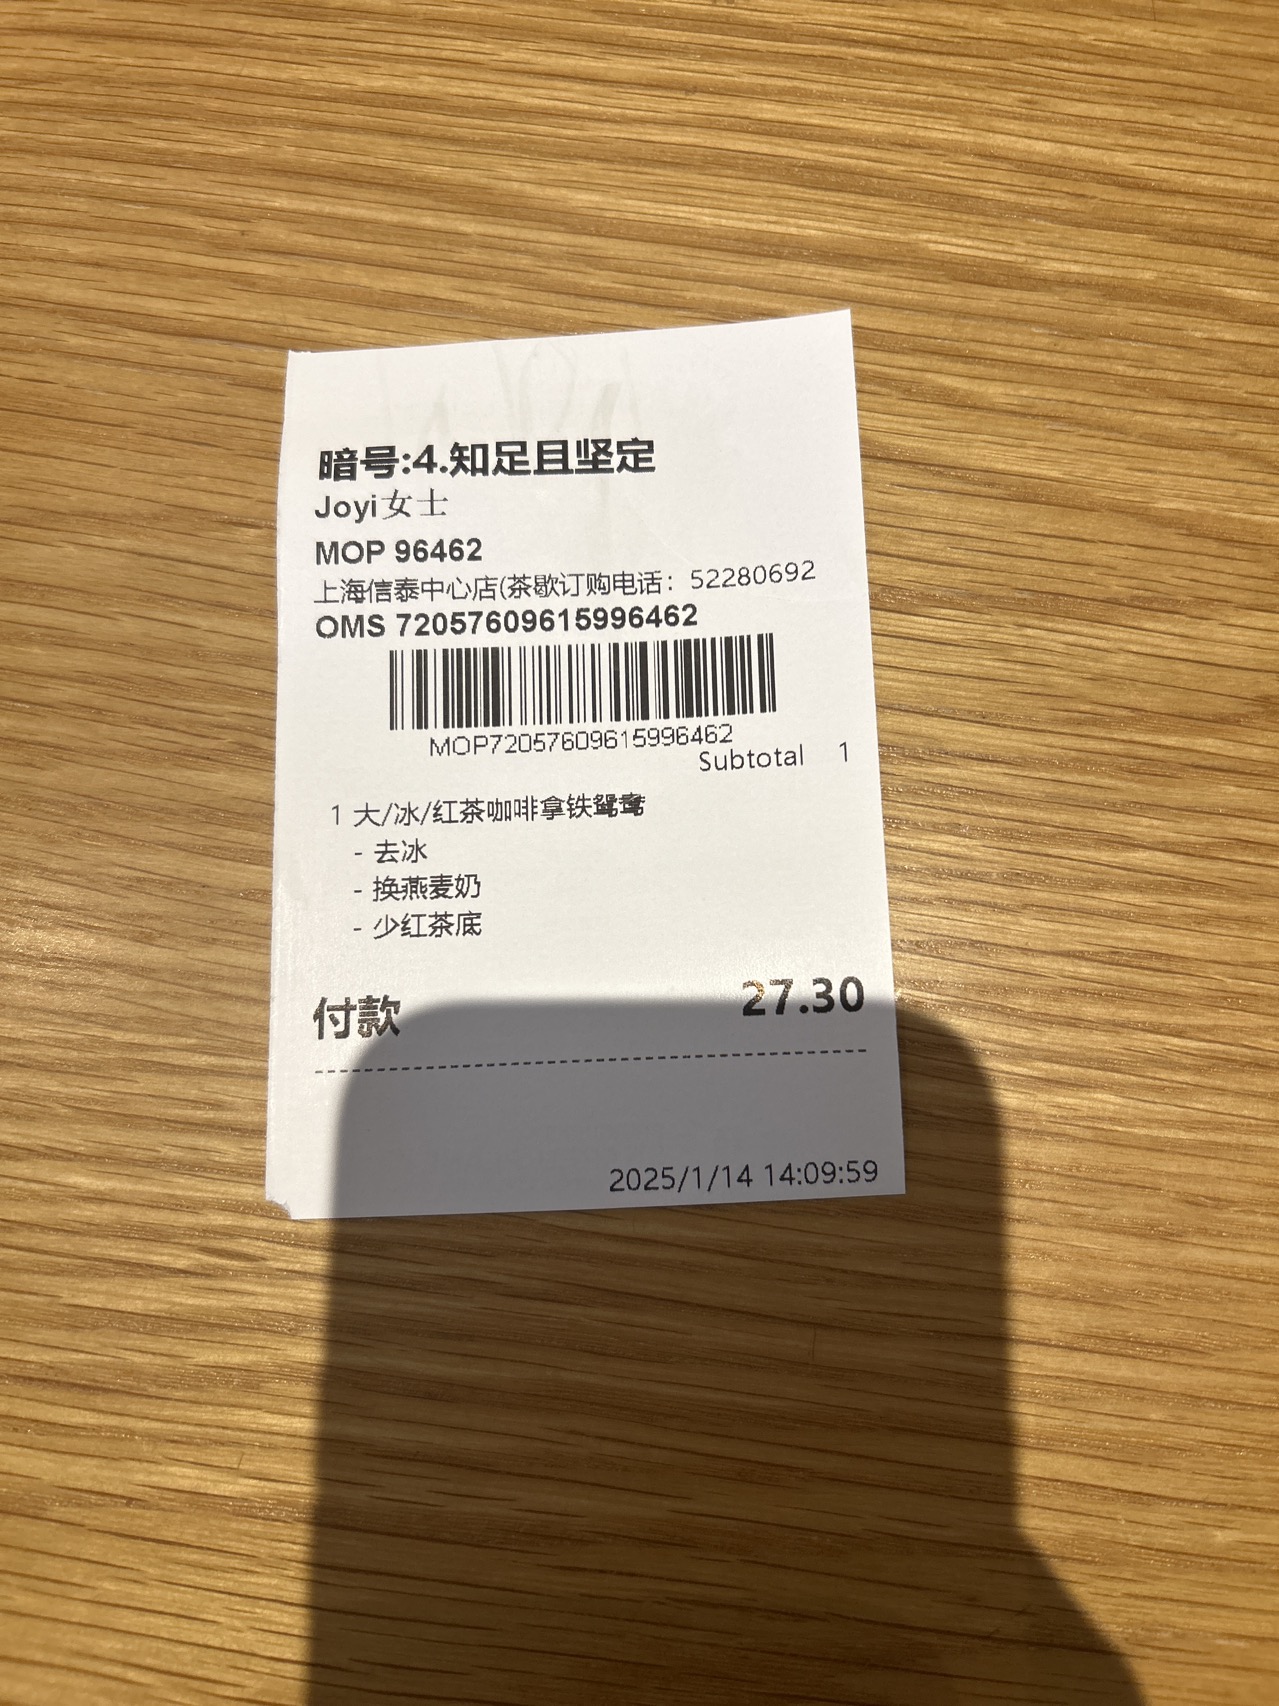 暗号:4.知足且坚定
Joyi女士
MOP 96462
上海信泰中心店(茶歇订购电话：52280692
OMS 72057609615996462
MOP72057609615996462
Subtotal 1
1 大/冰/红茶咖啡拿铁鸳鸯
- 去冰
- 换燕麦奶
- 少红茶底
付款 27.30
2025/1/14 14:09:59